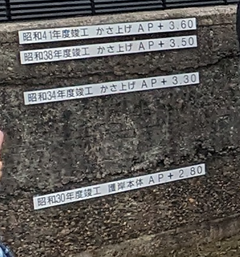 昭和41年度竣工 かさ上げ AP+3.60
昭和38年度竣工 かさ上げ AP+3.50
昭和34年度竣工 かさ上げ AP+3.30
昭和30年度竣工 護岸本体 AP+2.80